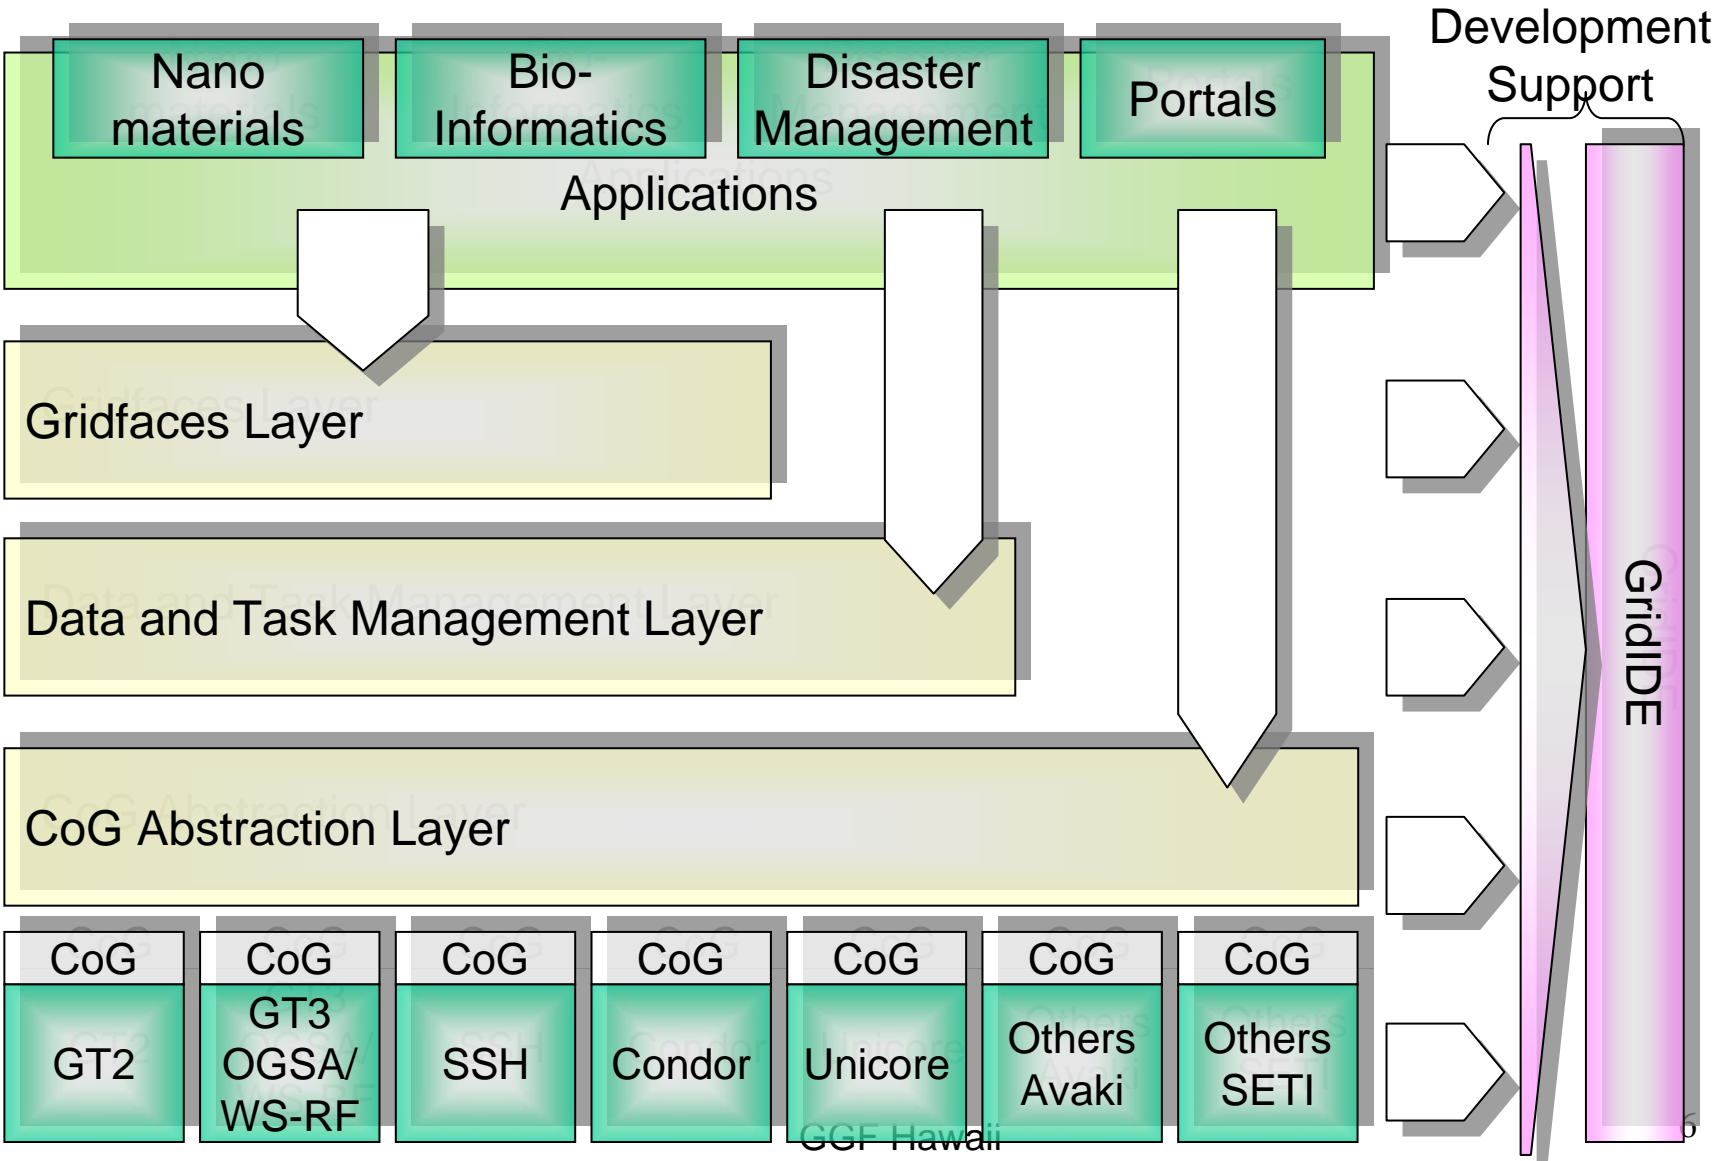 Development
Support
Nano
materials
Bio-
Informatics
Disaster
Management
Portals
Applications
Gridfaces Layer
Data and Task Management Layer
CoG Abstraction Layer
CoG
GT2
CoG
GT3
OGSA/
WS-RF
CoG
SSH
CoG
Condor
CoG
Unicore
CoG
Others
Avaki
CoG
Others
SETI
GridIDE
GGF Hawaii
6